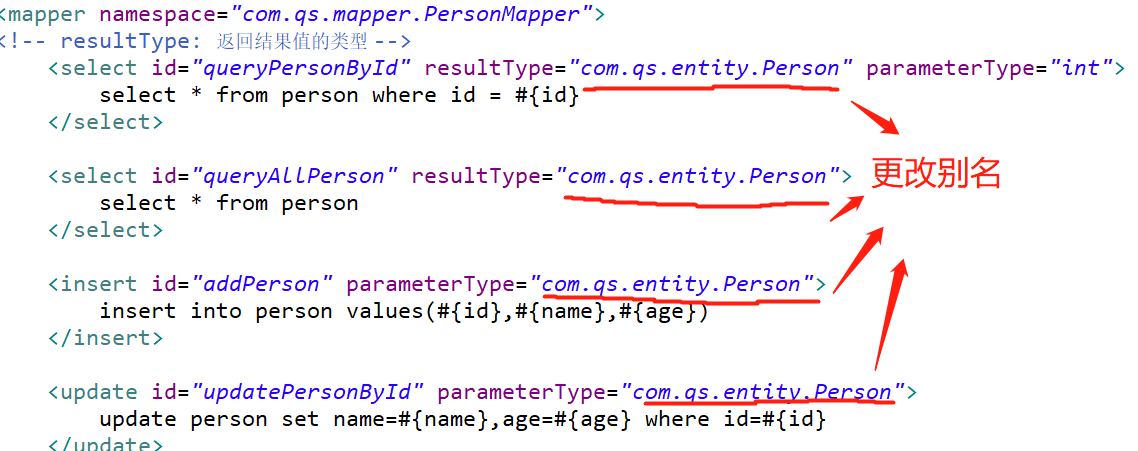 <mapper namespace="com.qs.mapper.PersonMapper">
<!-- resultType: 返回结果值的类型 -->
<select id="queryPersonById" resultType="com.qs.entity.Person" parameterType="int">
select * from person where id = #{id}
</select>
更改别名
<select id="queryAllPerson" resultType="com.qs.entity.Person">
select * from person
</select>
<insert id="addPerson" parameterType="com.qs.entity.Person">
insert into person values(#{id},#{name},#{age})
</insert>
<update id="updatePersonById" parameterType="com.qs.entity.Person">
update person set name=#{name},age=#{age} where id=#{id}
</update>